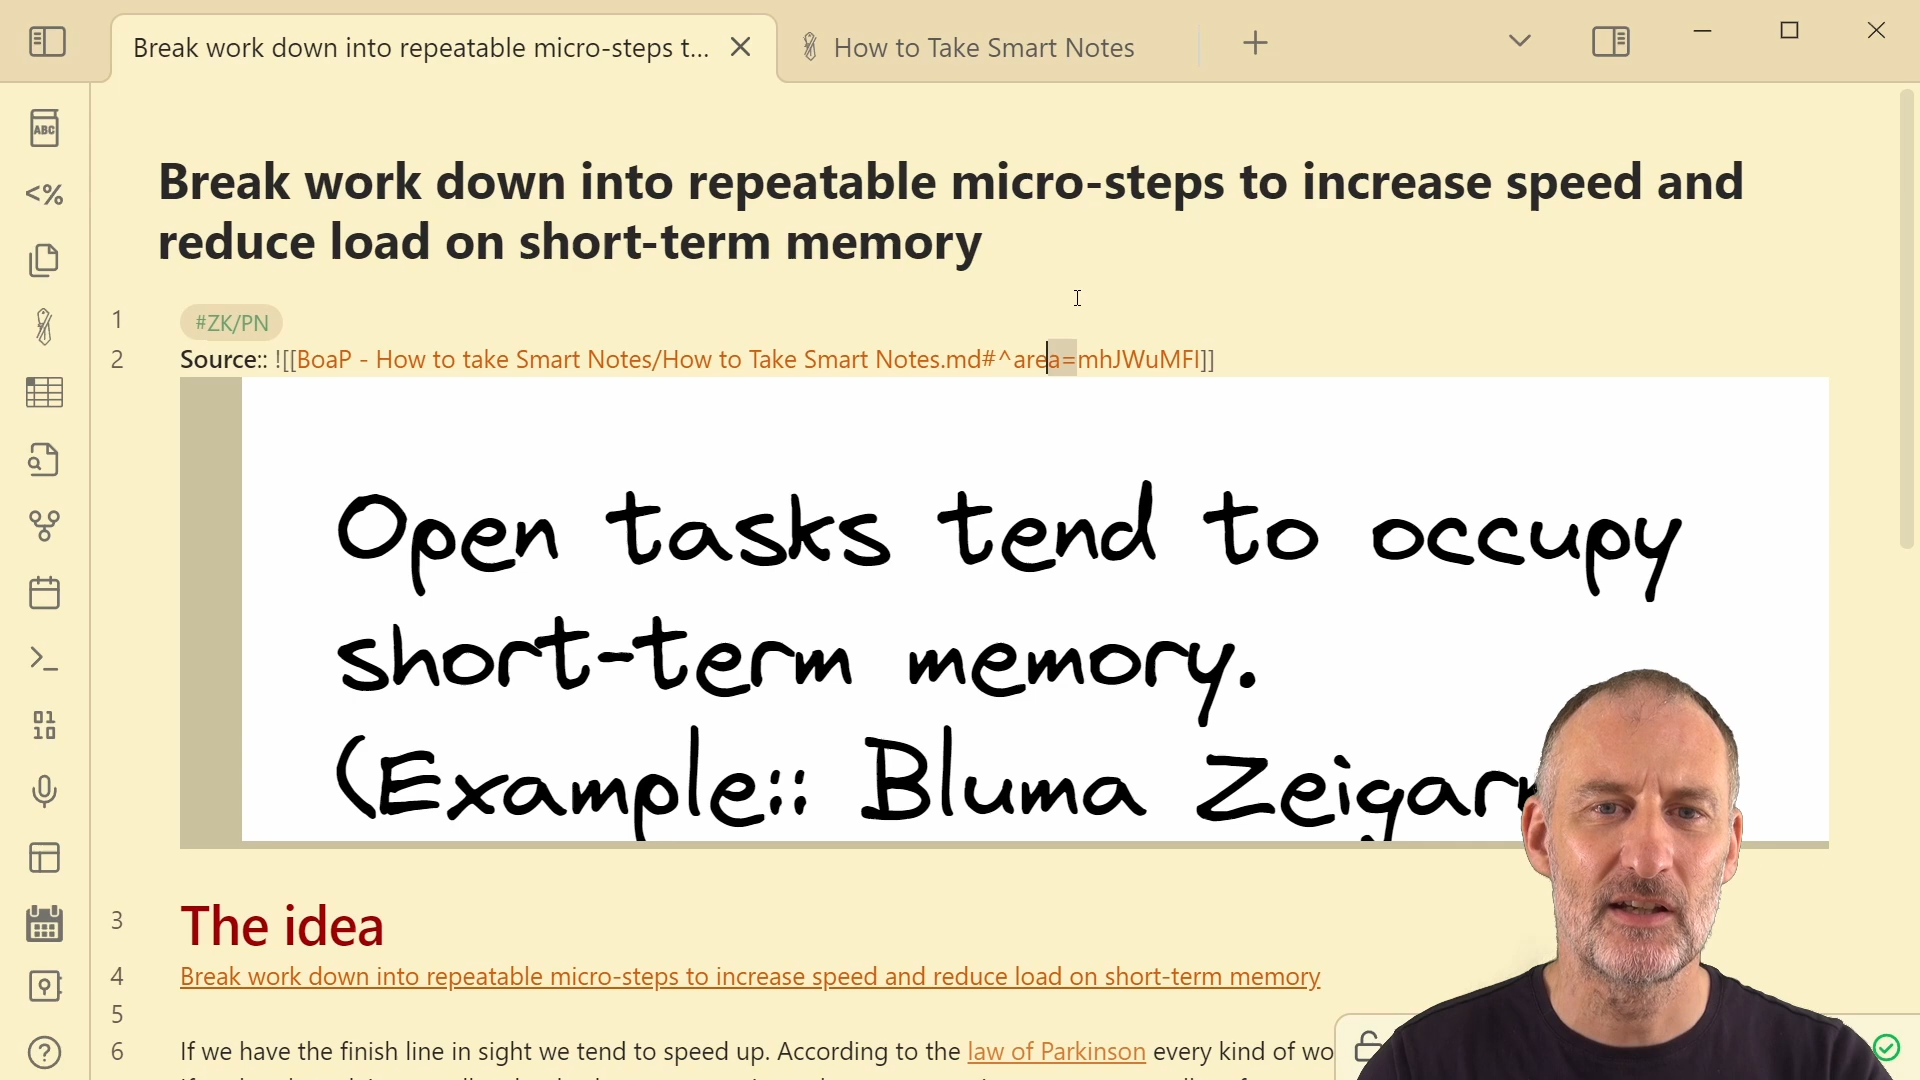 Break work down into repeatable micro-steps t...
How to Take Smart Notes
ABC
<%
Break work down into repeatable micro-steps to increase speed and
reduce load on short-term memory
1
#ZK/PN
2
Source:: ![[BoaP - How to take Smart Notes/How to Take Smart Notes.md#^area=mhJWuMFI]]
Open tasks tend to occupy
short-term memory.
(Example:: Bluma
3
The idea
4
Break work down into repeatable micro-steps to increase speed and reduce load on short-term memory
5
6
If we have the finish line in sight we tend to speed up. According to the law of Parkinson every kind of wo